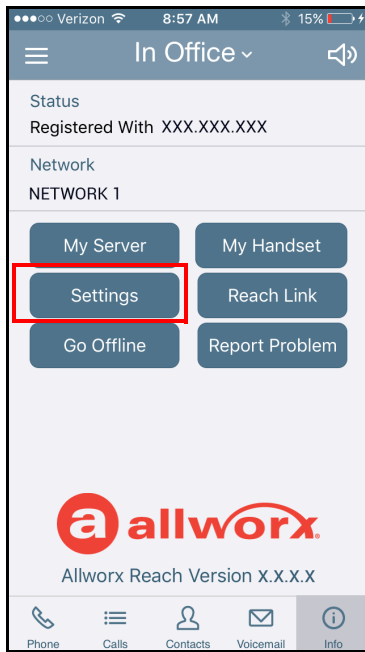 Verizon 8:57 AM 15%
In Office
Status
Registered With XXX.XXX.XXX
Network
NETWORK 1
My Server My Handset
Settings Reach Link
Go Offline Report Problem
a allworx.
Allworx Reach Version X.X.X.X
Phone Calls Contacts Voicemail Info